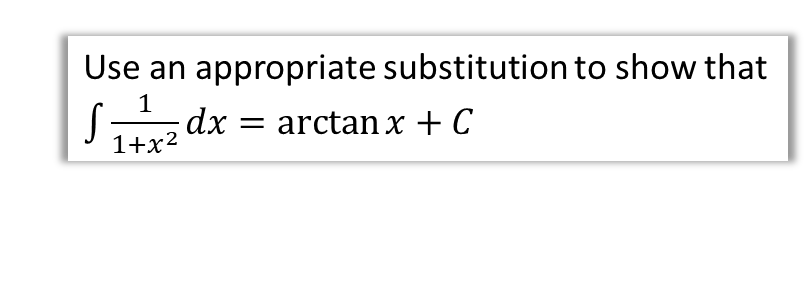 Use an appropriate substitution to show that
∫ 1/(1+x²) dx = arctan x + C